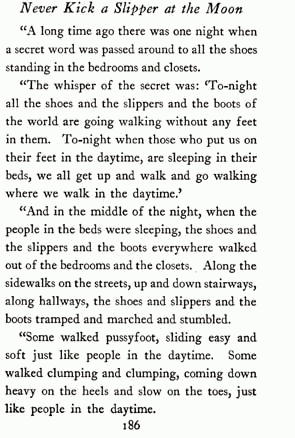 Never Kick a Slipper at the Moon
“A long time ago there was one night when
a secret word was passed around to all the shoes
standing in the bedrooms and closets.
“The whisper of the secret was: ‘To-night
all the shoes and the slippers and the boots of
the world are going walking without any feet
in them. To-night when those who put us on
their feet in the daytime, are sleeping in their
beds, we all get up and walk and go walking
where we walk in the daytime.’
“And in the middle of the night, when the
people in the beds were sleeping, the shoes and
the slippers and the boots everywhere walked
out of the bedrooms and the closets. Along the
sidewalks on the streets, up and down stairways,
along hallways, the shoes and slippers and the
boots tramped and marched and stumbled.
“Some walked pussyfoot, sliding easy and
soft just like people in the daytime. Some
walked clumping and clumping, coming down
heavy on the heels and slow on the toes, just
like people in the daytime.
186